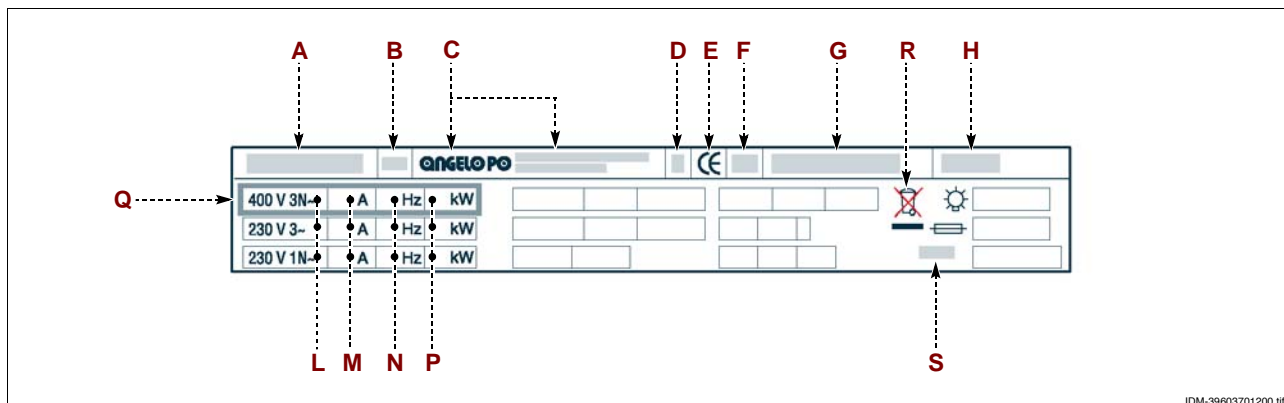 A B C D E F G R H
ANGELO PO CE
Q 400 V 3N~ A Hz kW
230 V 3~ A Hz kW
230 V 1N~ A Hz kW
L M N P S
IDM-39603701200.tif